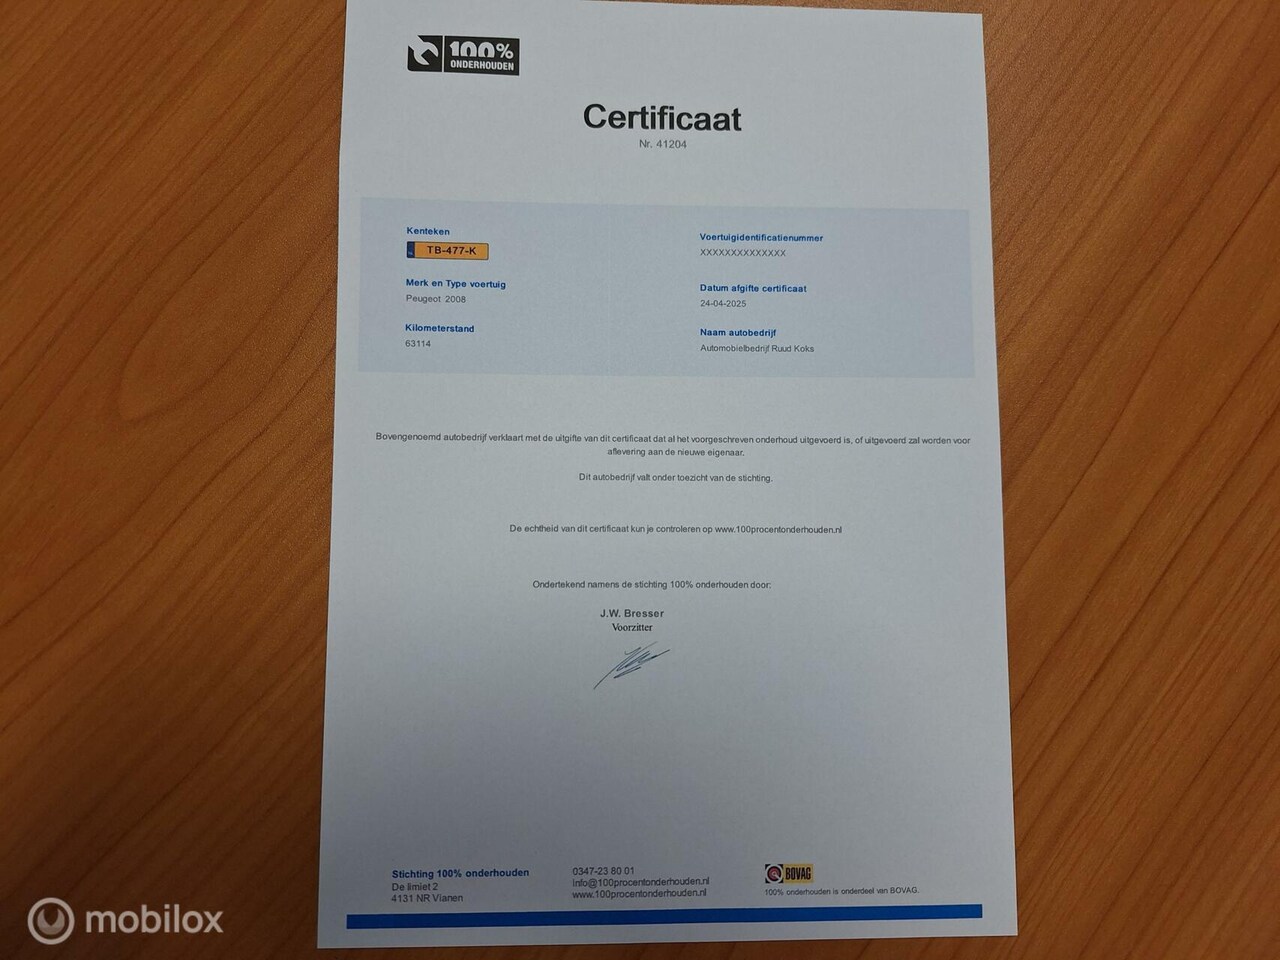 100%
ONDERHOUDEN
Certificaat
Nr. 41204
Kenteken
TB-477-K
Merk en Type voertuig
Peugeot 2008
Kilometerstand
63114
Voertuigidentificatienummer
XXXXXXXXXXXXXX
Datum afgifte certificaat
24-04-2025
Naam autobedrijf
Automobielbedrijf Ruud Koks
Bovengenoemd autobedrijf verklaart met de uitgifte van dit certificaat dat al het voorgeschreven onderhoud uitgevoerd is, of uitgevoerd zal worden voor
aflevering aan de nieuwe eigenaar.
Dit autobedrijf valt onder toezicht van de stichting.
De echtheid van dit certificaat kun je controleren op www.100procentonderhouden.nl
Ondertekend namens de stichting 100% onderhouden door:
J.W. Bresser
Voorzitter
Stichting 100% onderhouden
De limiet 2
4131 NR Vianen
0347-23 80 01
info@100procentonderhouden.nl
www.100procentonderhouden.nl
BOVAG
100% onderhouden is onderdeel van BOVAG.
mobilox